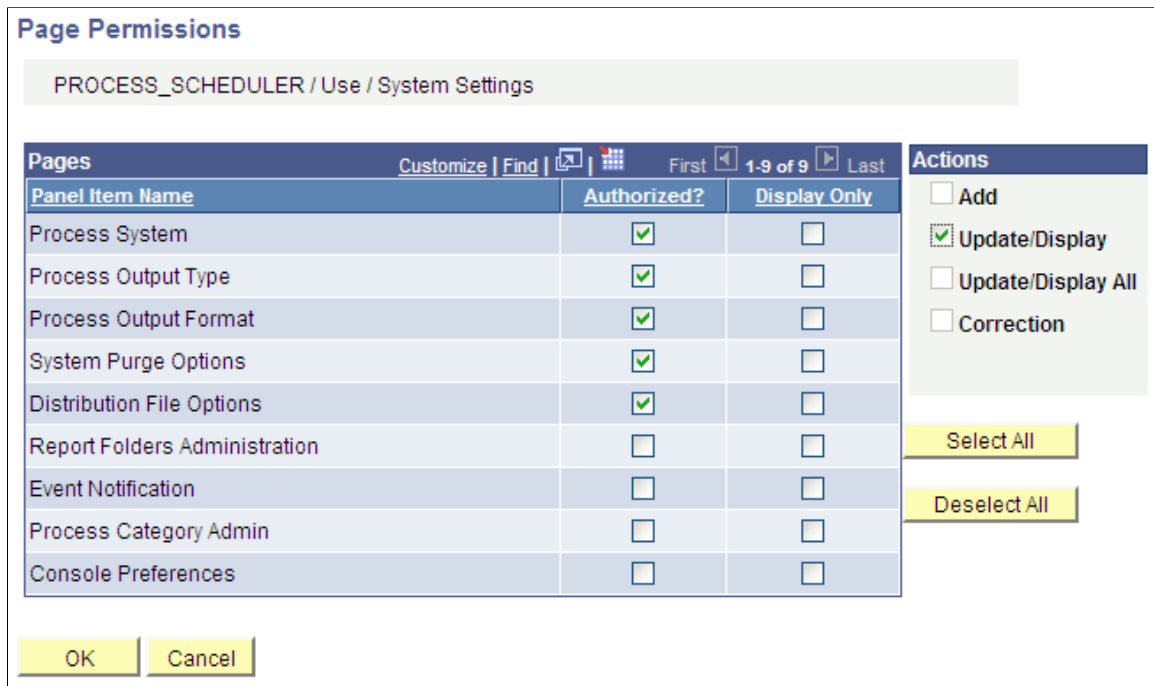 Page Permissions
PROCESS_SCHEDULER / Use / System Settings
Pages Customize | Find | | First 1-9 of 9 Last
Panel Item Name Authorized? Display Only
Process System
Process Output Type
Process Output Format
System Purge Options
Distribution File Options
Report Folders Administration
Event Notification
Process Category Admin
Console Preferences
Actions
Add
Update/Display
Update/Display All
Correction
Select All
Deselect All
OK Cancel